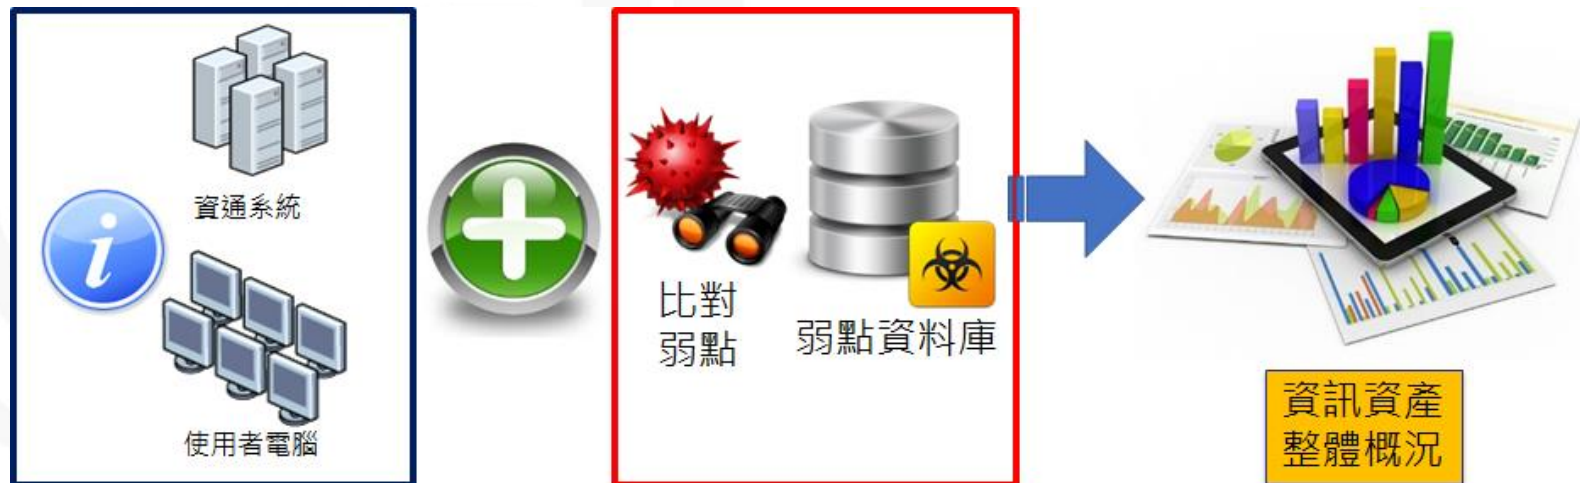 資通系統
使用者電腦
比對
弱點
弱點資料庫
資訊資產
整體概況